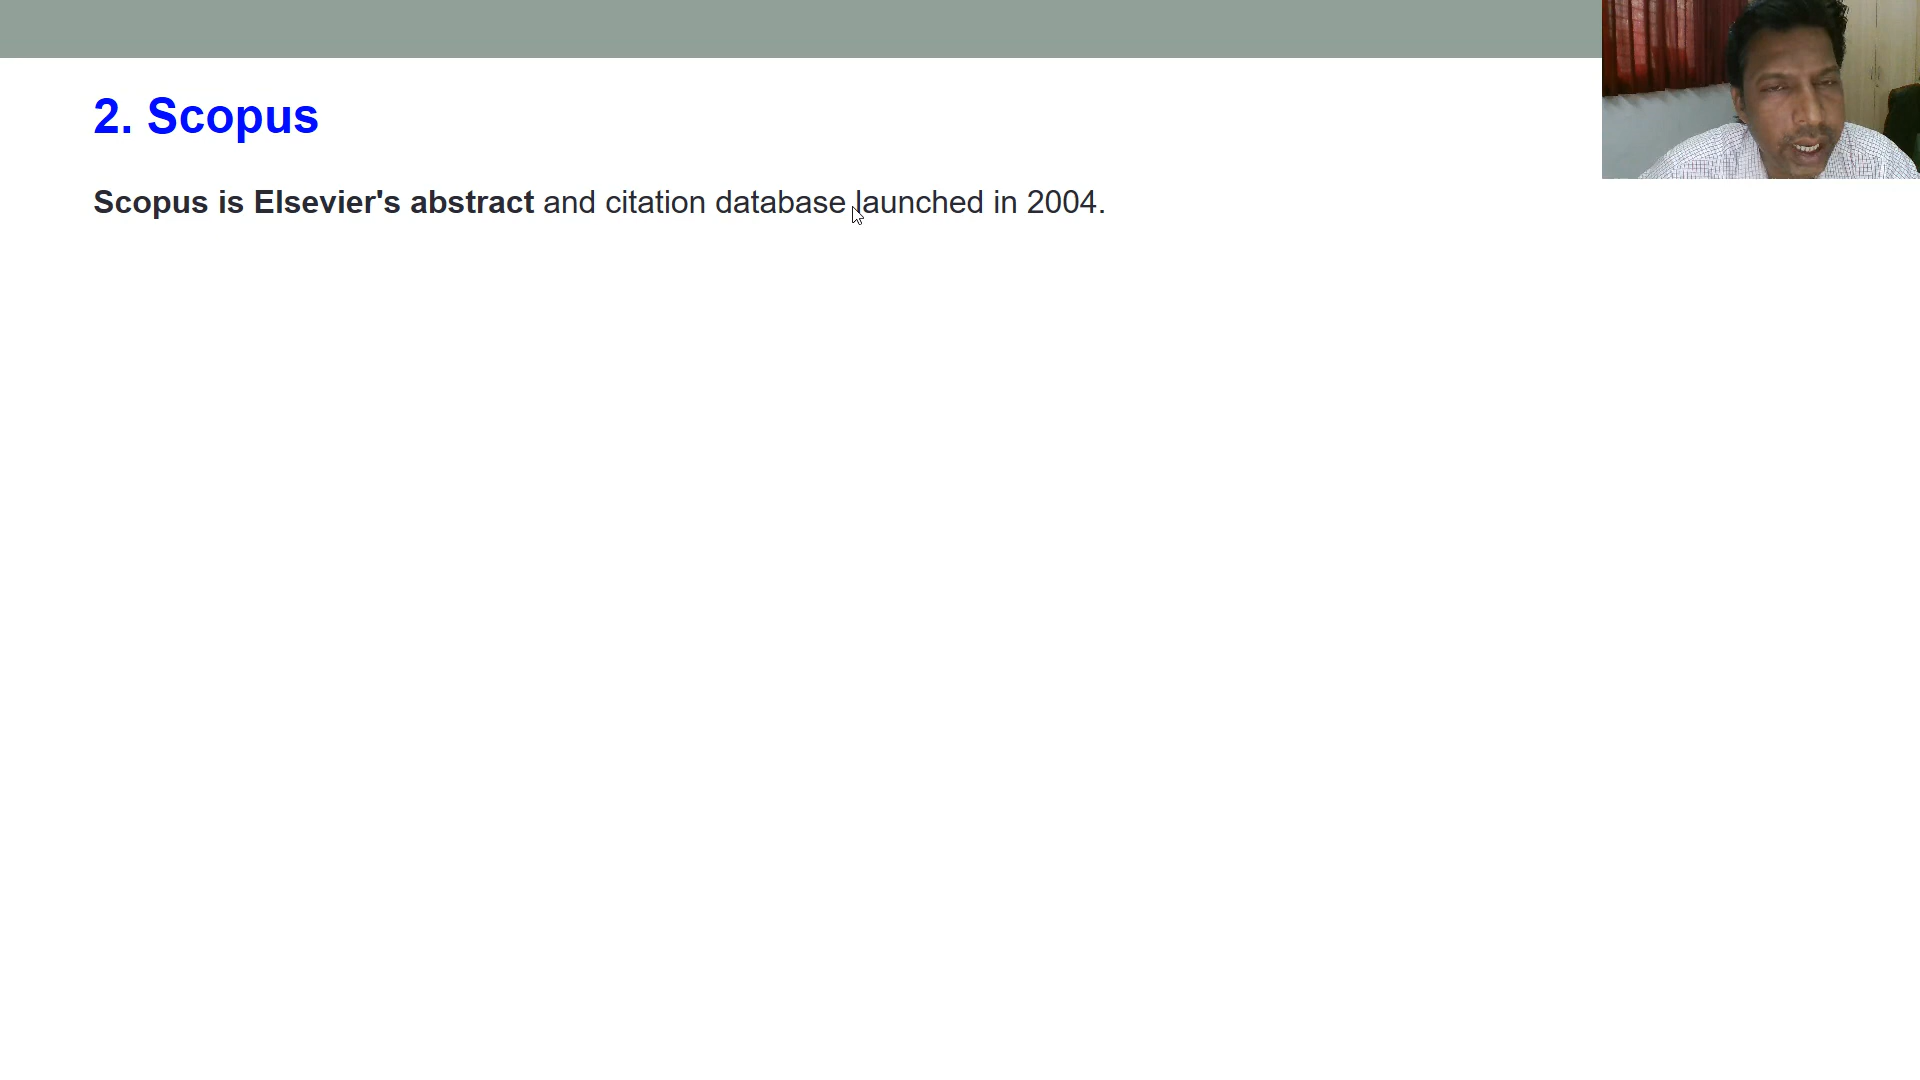 2. Scopus
Scopus is Elsevier's abstract and citation database launched in 2004.